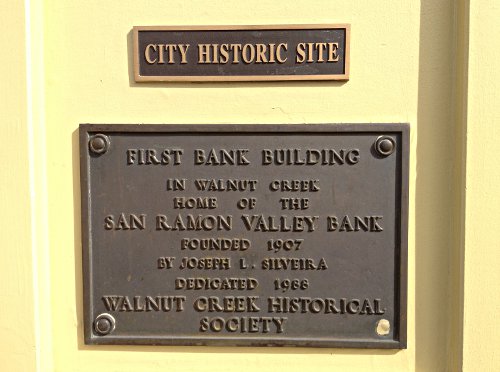 CITY HISTORIC SITE
FIRST BANK BUILDING
IN WALNUT CREEK
HOME OF THE
SAN RAMON VALLEY BANK
FOUNDED 1907
BY JOSEPH L. SILVEIRA
DEDICATED 1988
WALNUT CREEK HISTORICAL
SOCIETY